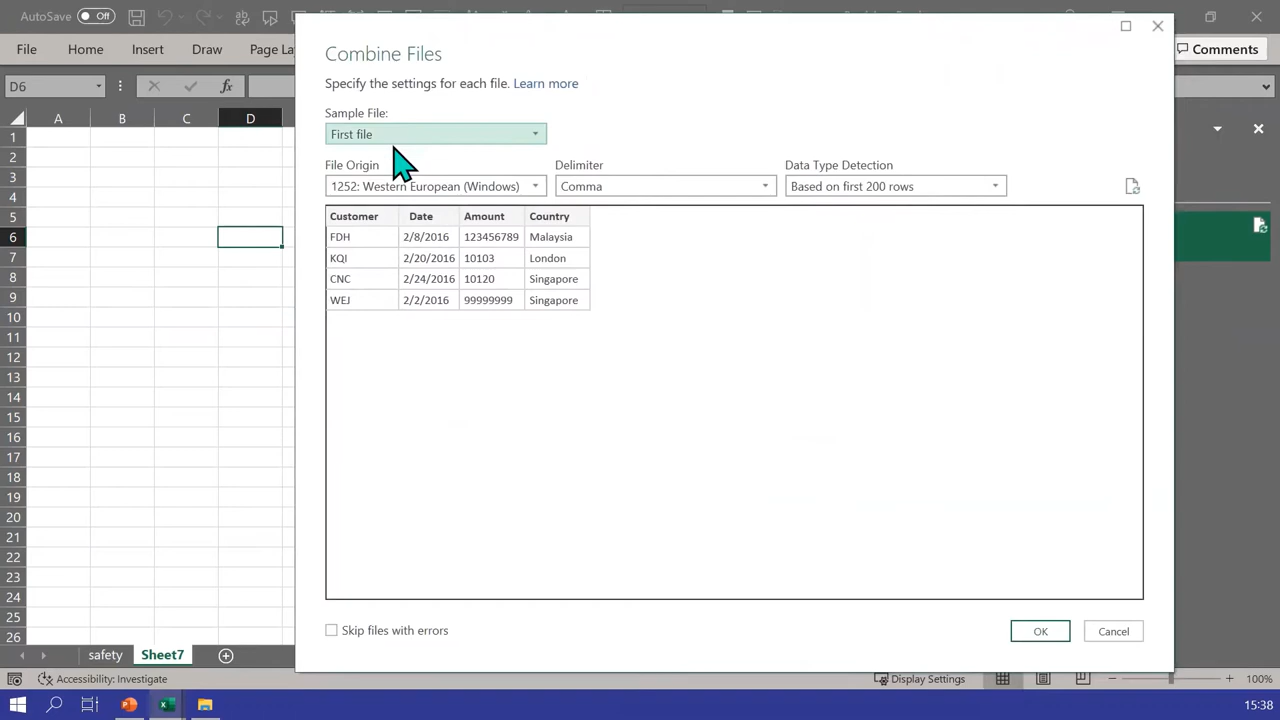 AutoSave Off
File Home Insert Draw Page La
Comments
D6
fx
A B C D
1
2
3
4
5
6
7
8
9
10
11
12
13
14
15
16
17
18
19
20
21
22
23
24
25
26
Combine Files
Specify the settings for each file. Learn more
Sample File:
First file
File Origin Delimiter Data Type Detection
1252: Western European (Windows) Comma Based on first 200 rows
Customer Date Amount Country
FDH 2/8/2016 123456789 Malaysia
KQI 2/20/2016 10103 London
CNC 2/24/2016 10120 Singapore
WEJ 2/2/2016 99999999 Singapore
Skip files with errors
OK Cancel
safety Sheet7
Accessibility: Investigate Display Settings 100%
15:38